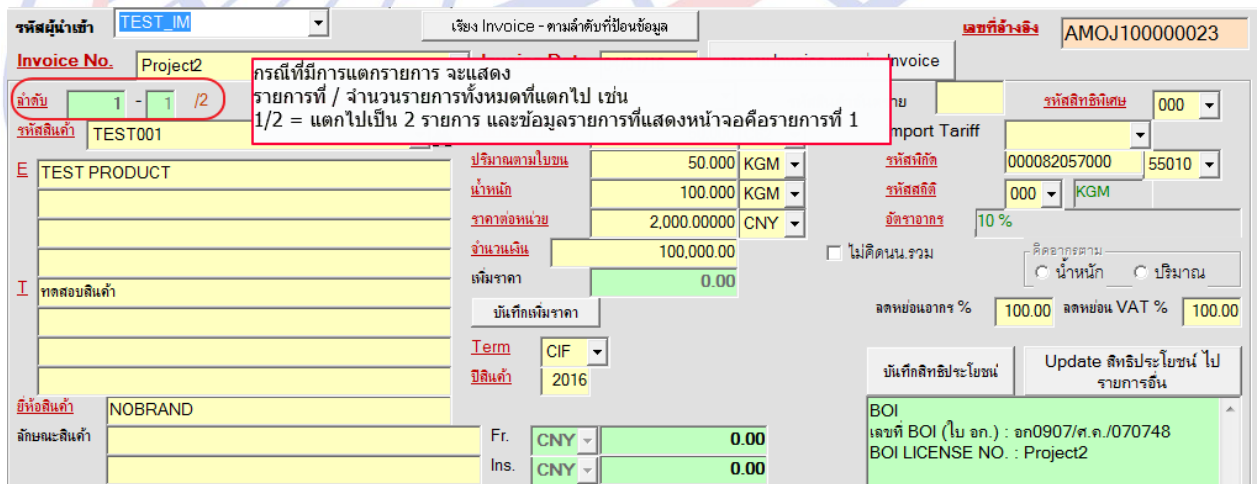 รหัสผู้นำเข้า TEST_IM เรียง Invoice - ตามลำดับที่ป้อนข้อมูล เลขที่อ้างอิง AMOJ100000023
Invoice No. Project2 Invoice Date Invoice
กรณีที่มีการแตกรายการ จะแสดง
รายการที่ / จำนวนรายการทั้งหมดที่แตกไป เช่น
1/2 = แตกไปเป็น 2 รายการ และข้อมูลรายการที่แสดงหน้าจอคือรายการที่ 1
ลำดับ 1 - 1 /2 รหัสสิทธิพิเศษ 000
รหัสสินค้า TEST001 Import Tariff
E TEST PRODUCT ปริมาณตามใบขน 50.000 KGM รหัสพิกัด 000082057000 55010
น้ำหนัก 100.000 KGM รหัสสถิติ 000 KGM
ราคาต่อหน่วย 2,000.00000 CNY อัตราอากร 10 %
จำนวนเงิน 100,000.00 ไม่คิดนน.รวม คิดอากรตาม
เพิ่มราคา 0.00 น้ำหนัก ปริมาณ
T ทดสอบสินค้า
บันทึกเพิ่มราคา ลดหย่อนอากร % 100.00 ลดหย่อน VAT % 100.00
Term CIF
ปีสินค้า 2016 บันทึกสิทธิประโยชน์ Update สิทธิประโยชน์ ไป
รายการอื่น
ยี่ห้อสินค้า NOBRAND BOI
ลักษณะสินค้า Fr. CNY 0.00 เลขที่ BOI (ใบ อก.) : อก0907/ศ.ค./070748
Ins. CNY 0.00 BOI LICENSE NO. : Project2